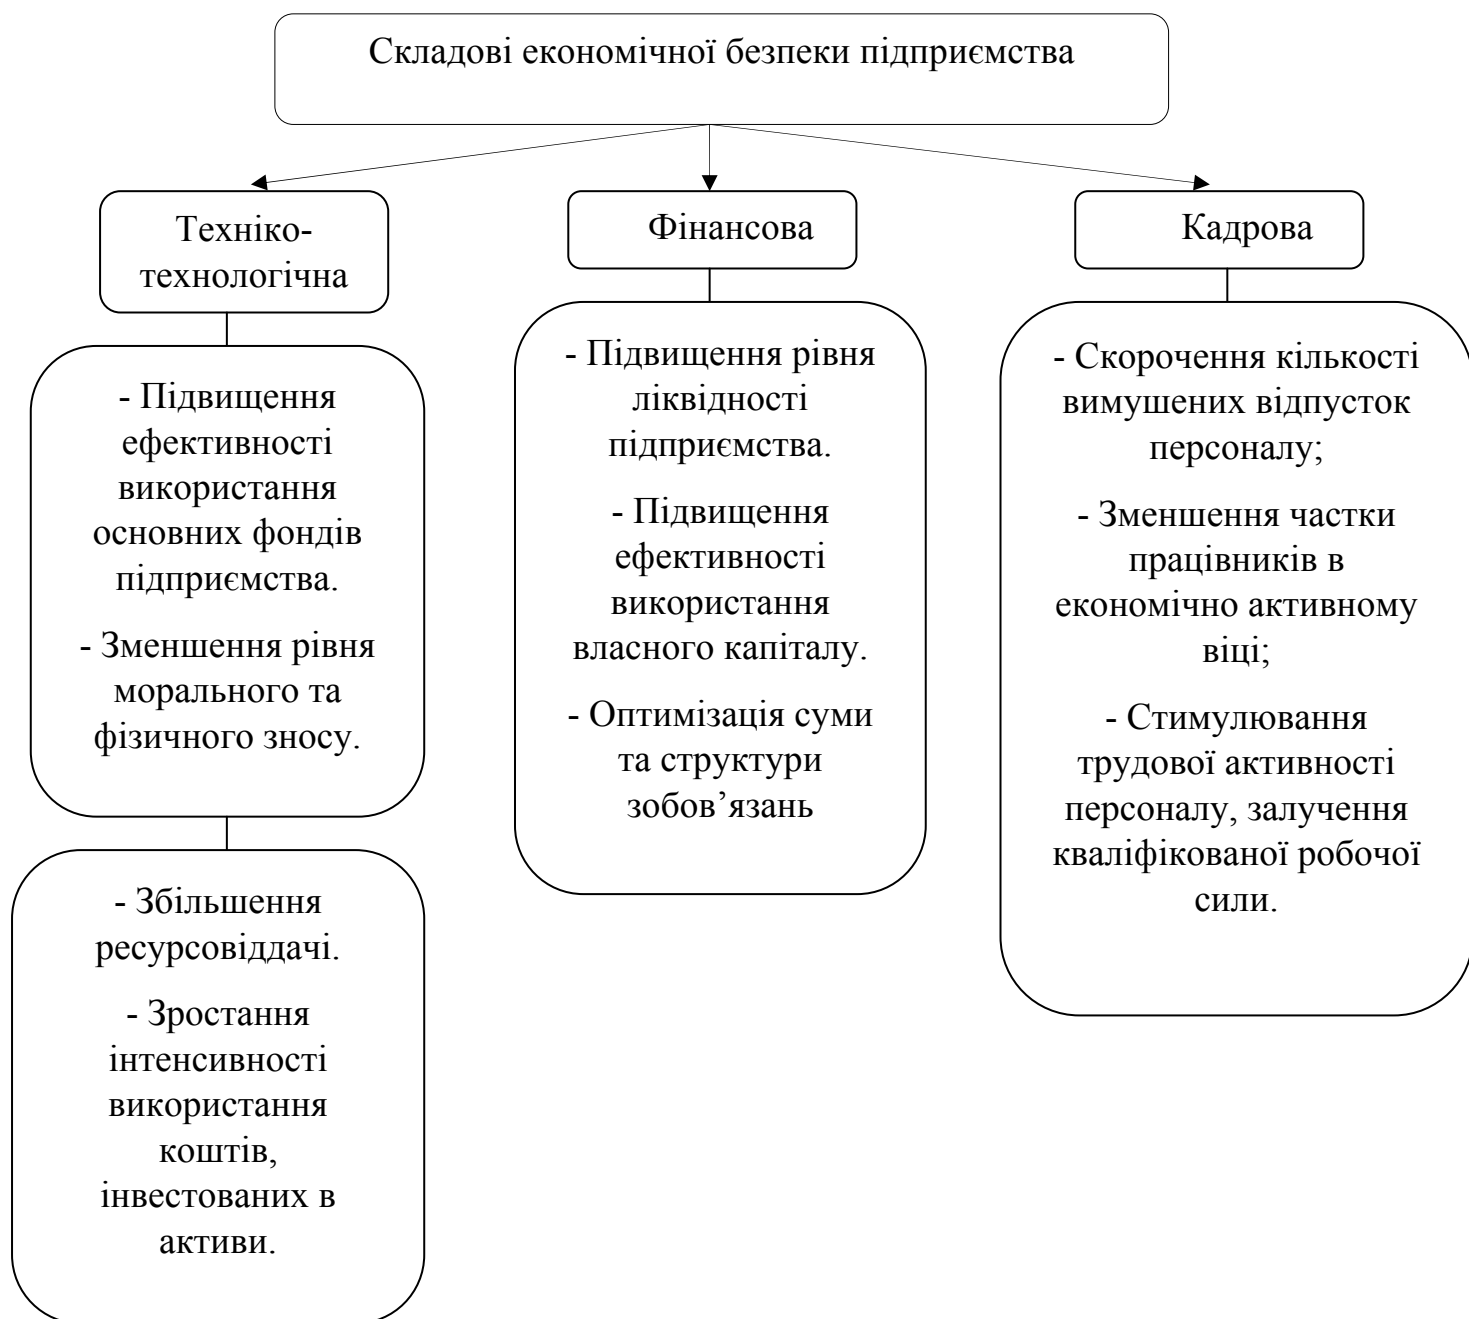 Складові економічної безпеки підприємства
Техніко-
технологічна
- Підвищення
ефективності
використання
основних фондів
підприємства.
- Зменшення рівня
морального та
фізичного зносу.
- Збільшення
ресурсовіддачі.
- Зростання
інтенсивності
використання
коштів,
інвестованих в
активи.
Фінансова
- Підвищення рівня
ліквідності
підприємства.
- Підвищення
ефективності
використання
власного капіталу.
- Оптимізація суми
та структури
зобов’язань
Кадрова
- Скорочення кількості
вимушених відпусток
персоналу;
- Зменшення частки
працівників в
економічно активному
віці;
- Стимулювання
трудової активності
персоналу, залучення
кваліфікованої робочої
сили.